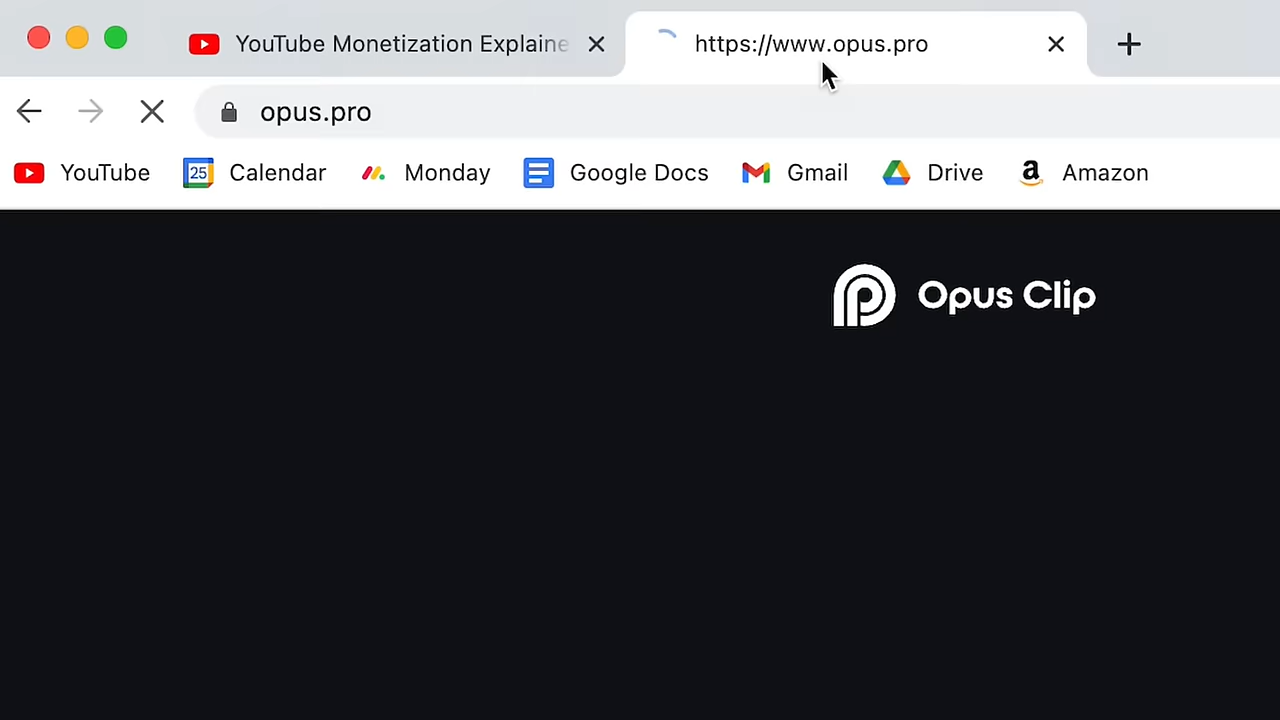 YouTube Monetization Explaine
https://www.opus.pro
opus.pro
YouTube
25
Calendar
Monday
Google Docs
Gmail
Drive
a
Amazon
Opus Clip